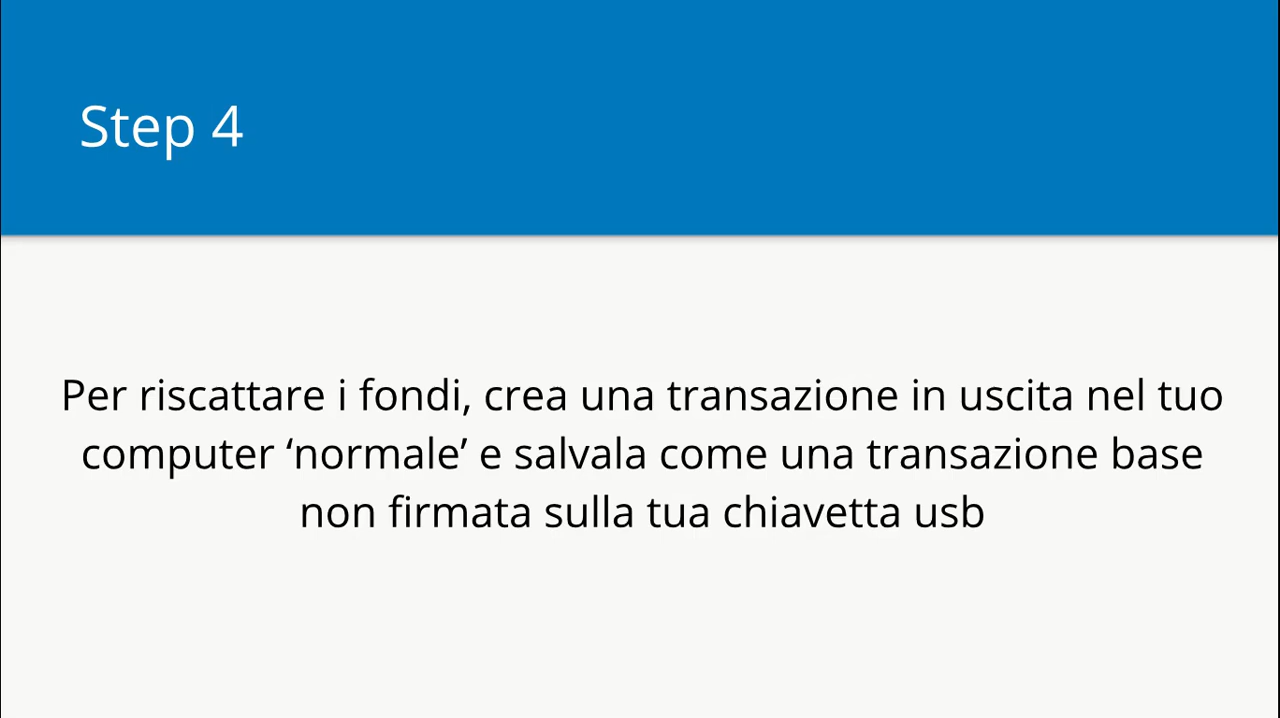 Step 4
Per riscattare i fondi, crea una transazione in uscita nel tuo
computer ‘normale’ e salvala come una transazione base
non firmata sulla tua chiavetta usb